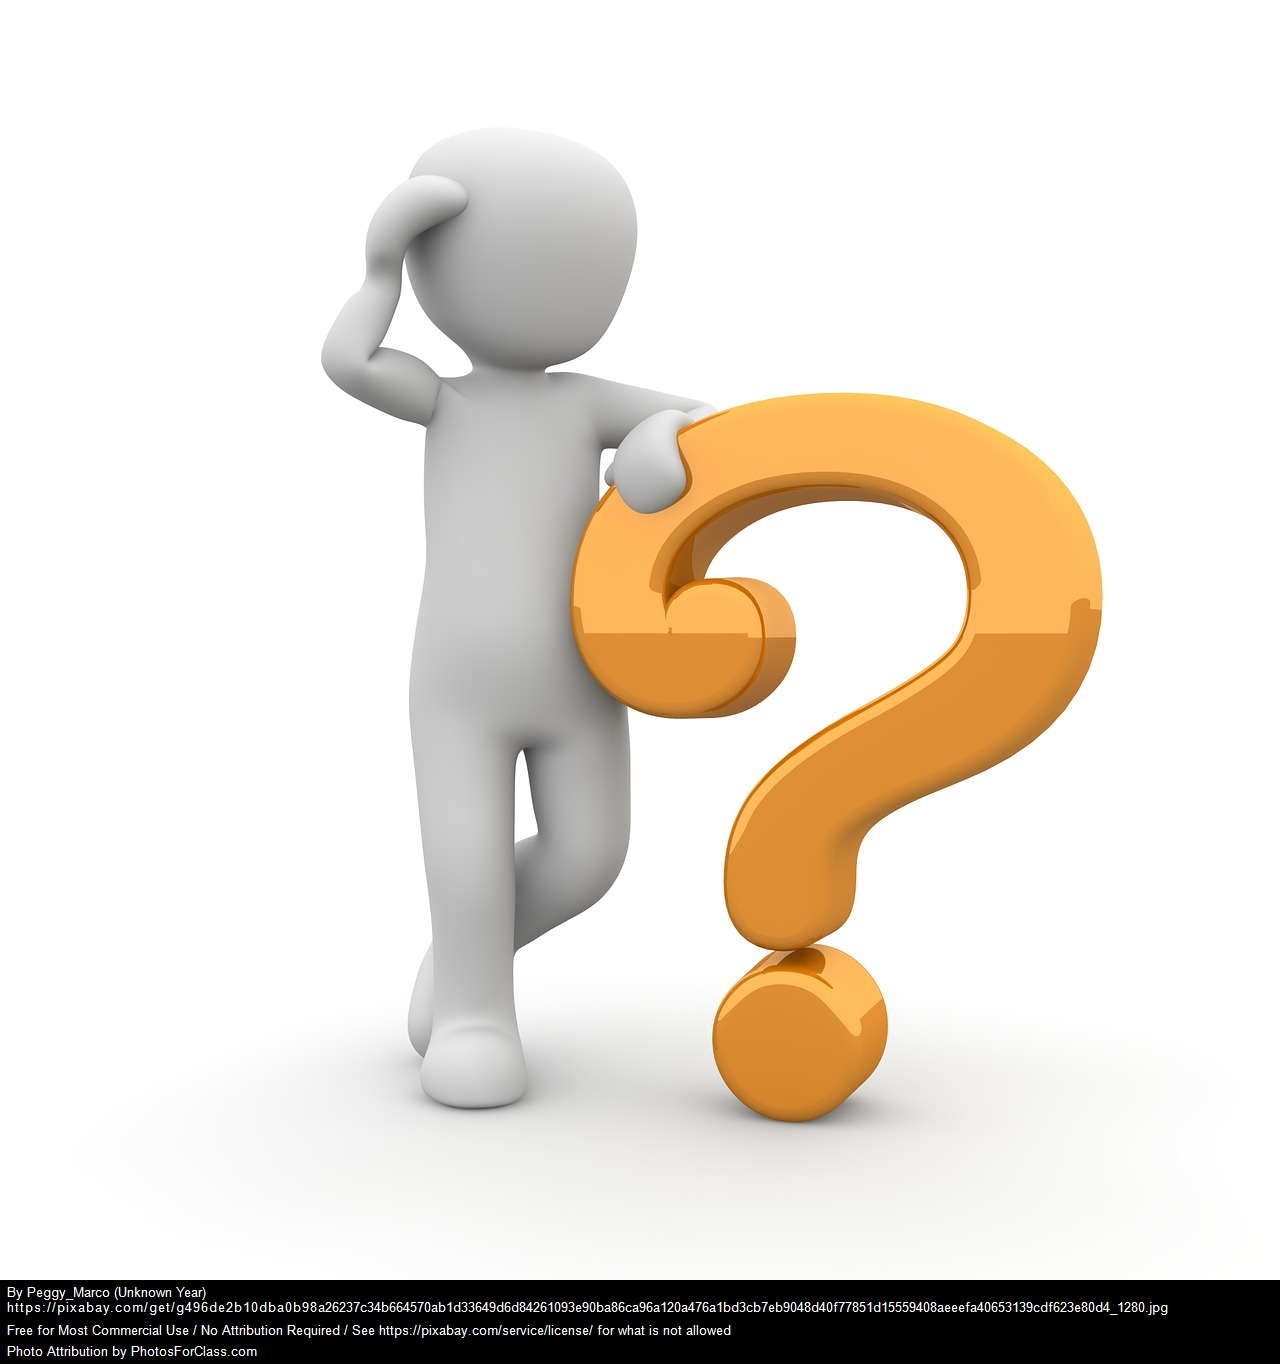 ?
By Peggy_Marco (Unknown Year)
https://pixabay.com/get/g496de2b10dba0b98a26237c34b664570ab1d33649d6d84261093e90ba86ca96a120a476a1bd3cb7eb9048d40f77851d15559408aeeefa40653139cdf623e80d4_1280.jpg
Free for Most Commercial Use / No Attribution Required / See https://pixabay.com/service/license/ for what is not allowed
Photo Attribution by PhotosForClass.com